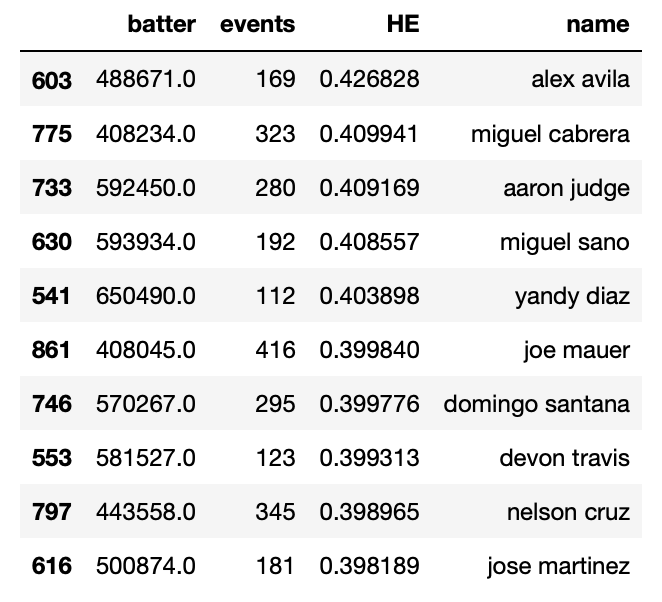 batter events HE name
603 488671.0 169 0.426828 alex avila
775 408234.0 323 0.409941 miguel cabrera
733 592450.0 280 0.409169 aaron judge
630 593934.0 192 0.408557 miguel sano
541 650490.0 112 0.403898 yandy diaz
861 408045.0 416 0.399840 joe mauer
746 570267.0 295 0.399776 domingo santana
553 581527.0 123 0.399313 devon travis
797 443558.0 345 0.398965 nelson cruz
616 500874.0 181 0.398189 jose martinez